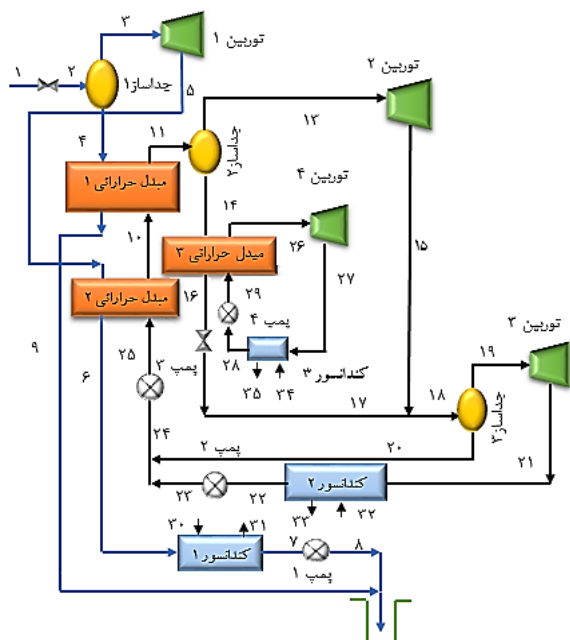 ۳
توربین ۱
۱
۲
جداساز۱
۵
توربین ۲
۴
۱۱
جداساز۲
۱۳
مبدل حراراتی ۱
توربین ۴
۱۴
۱۰
مبدل حراراتی ۳
۲۶
۱۵
۲۷
مبدل حراراتی ۲
۱۶
۲۹
پمپ ۴
توربین ۳
۹
۶
۲۵
پمپ ۳
۲۸
کندانسور ۳
۱۹
۳۵
۳۴
۱۷
۱۸
جداساز۳
۲۴
پمپ ۲
۲۰
۲۱
کندانسور ۲
۲۳
۲۲
۳۳
۳۲
۳۰
۳۱
کندانسور ۱
۷
۸
پمپ ۱